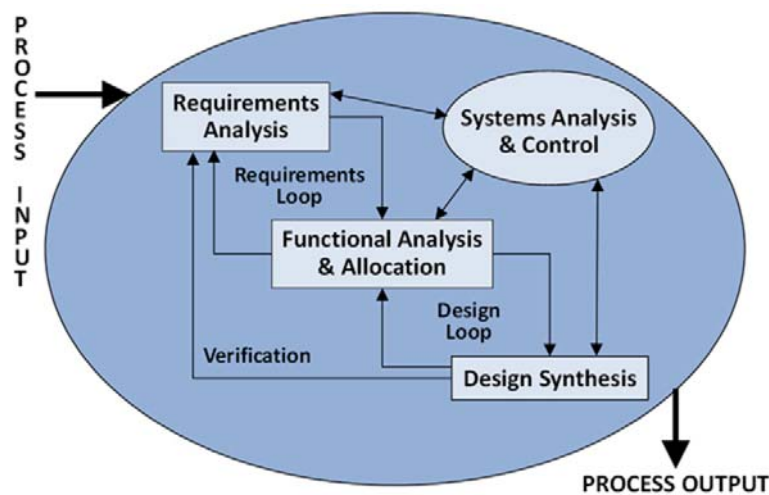 PROCESS INPUT
Requirements
Analysis
Systems Analysis
& Control
Requirements
Loop
Functional Analysis
& Allocation
Design
Loop
Verification
Design Synthesis
PROCESS OUTPUT